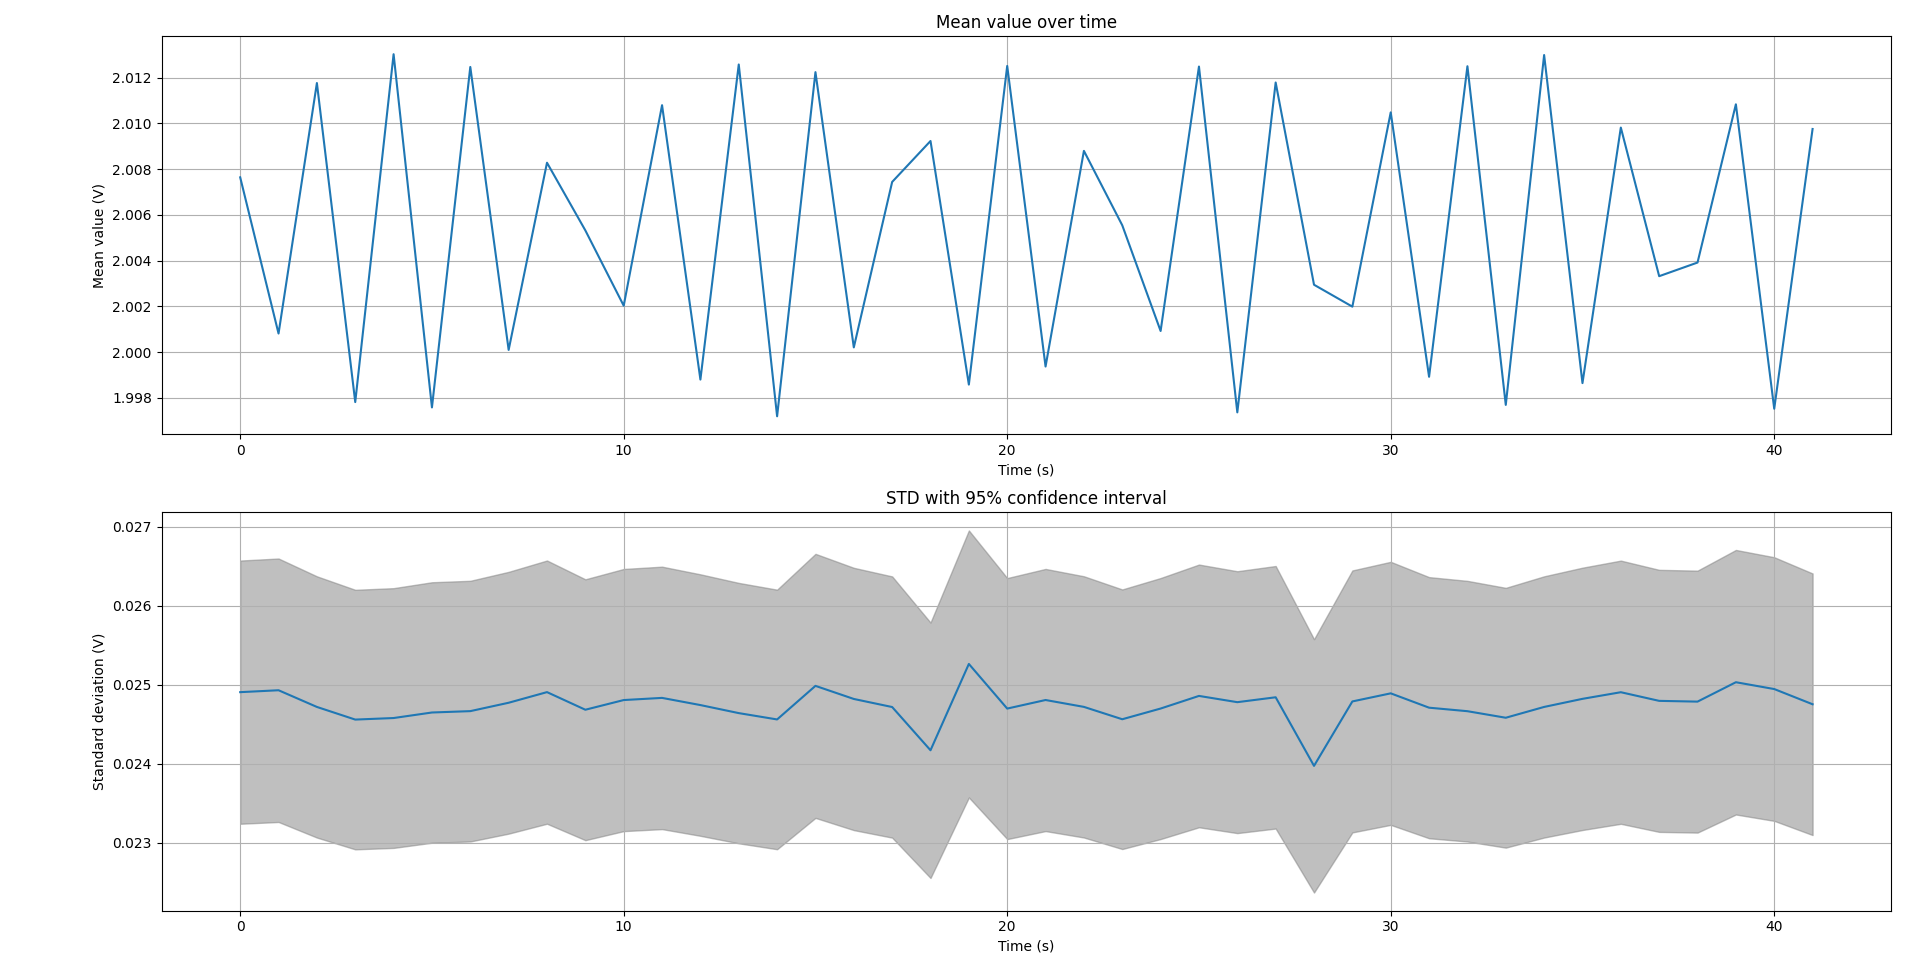 Mean value over time
Mean value (V)
2.012
2.010
2.008
2.006
2.004
2.002
2.000
1.998
0 10 20 30 40
Time (s)
STD with 95% confidence interval
Standard deviation (V)
0.027
0.026
0.025
0.024
0.023
0 10 20 30 40
Time (s)